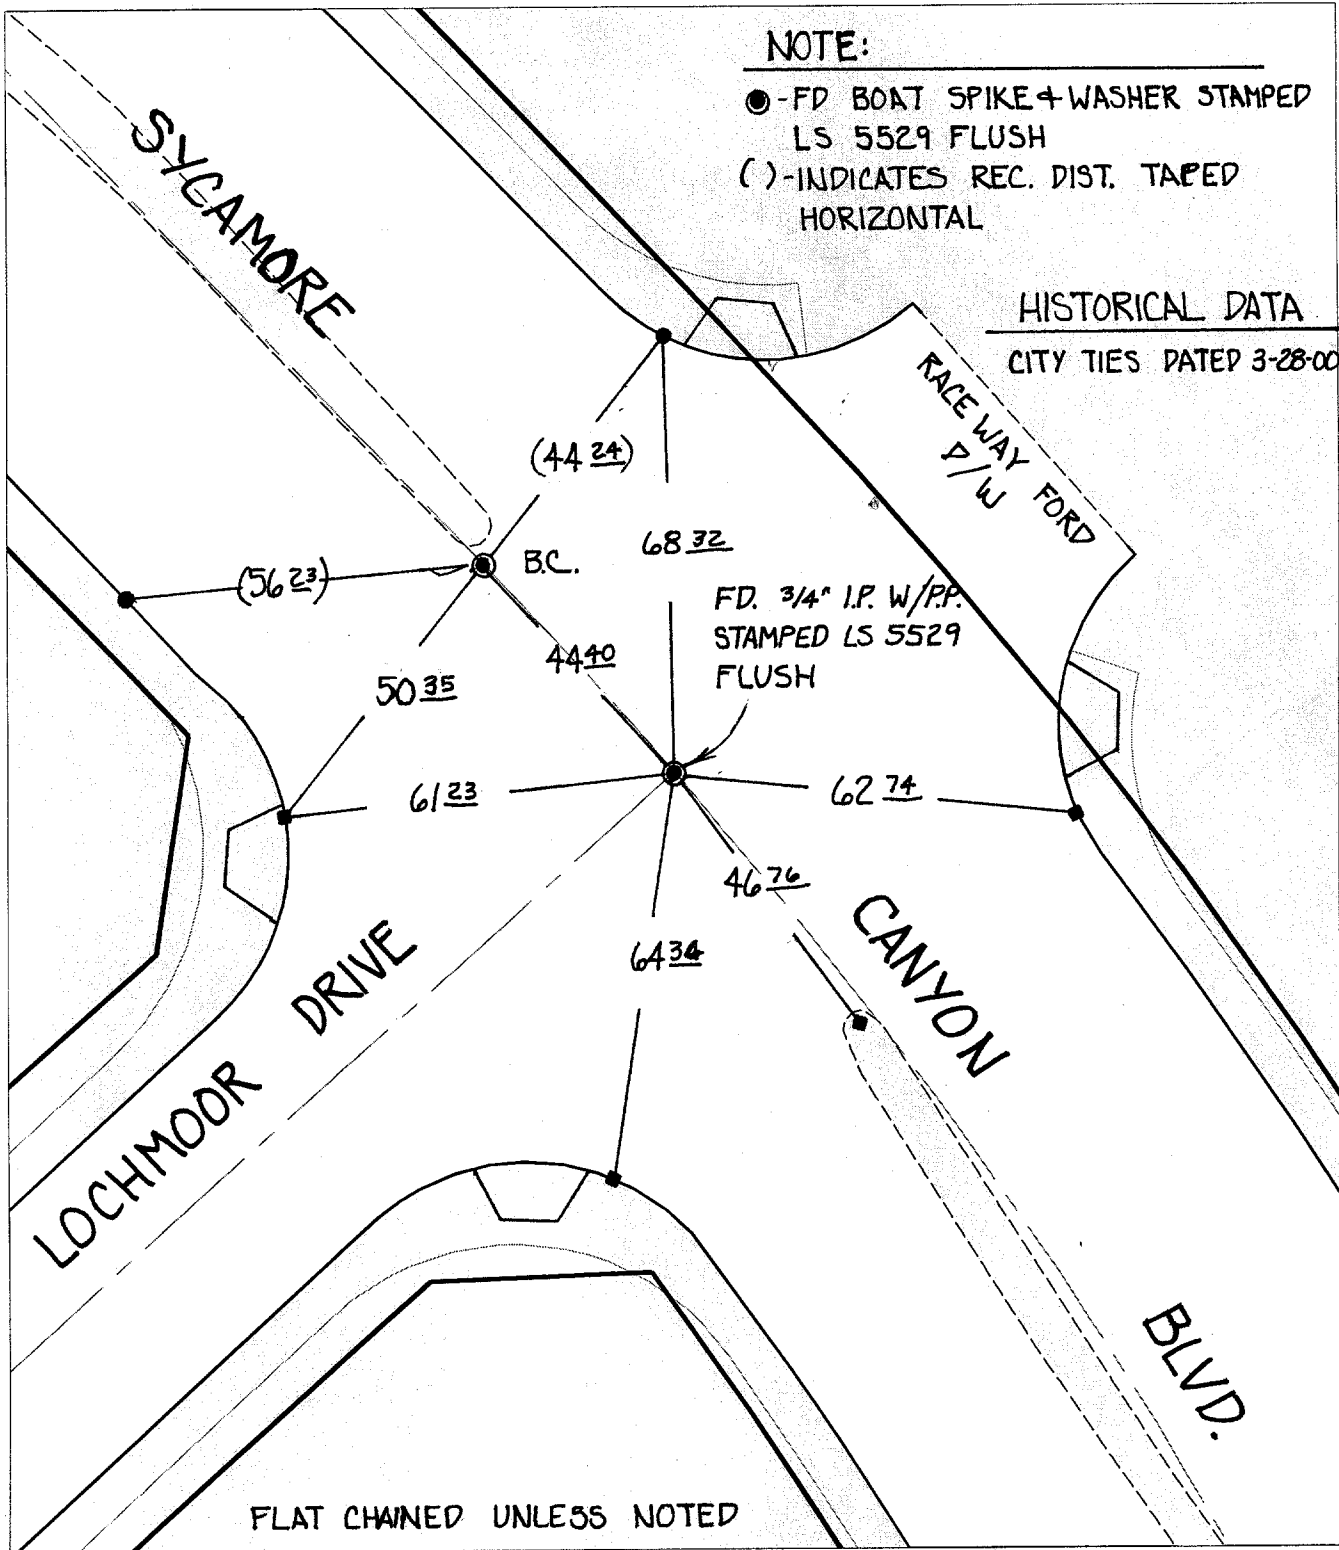 NOTE:
-FD BOAT SPIKE & WASHER STAMPED
LS 5529 FLUSH
( )-INDICATES REC. DIST. TAPED
HORIZONTAL
HISTORICAL DATA
CITY TIES DATED 3-28-00
SYCAMORE
RACE WAY FORD
D/W
(44 24)
68 32
(56 23)
B.C.
FD. 3/4" I.P. W/P.P.
STAMPED LS 5529
FLUSH
44 40
50 35
61 23
62 74
46 76
CANYON
64 34
LOCHMOOR DRIVE
BLVD.
FLAT CHAINED UNLESS NOTED